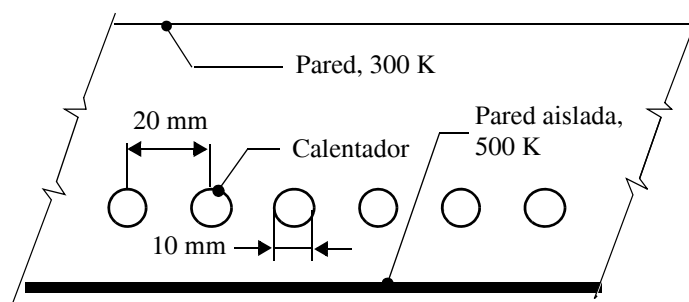 Pared, 300 K
Pared aislada,
500 K
20 mm
Calentador
10 mm